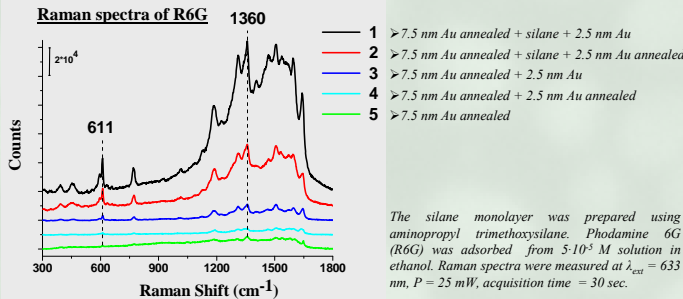 Raman spectra of R6G
1360
1 ➢7.5 nm Au annealed + silane + 2.5 nm Au
2 ➢7.5 nm Au annealed + silane + 2.5 nm Au annealed
3 ➢7.5 nm Au annealed + 2.5 nm Au
4 ➢7.5 nm Au annealed + 2.5 nm Au annealed
5 ➢7.5 nm Au annealed
2*10⁴
611
Counts
300 600 900 1200 1500 1800
Raman Shift (cm⁻¹)
The silane monolayer was prepared using
aminopropyl trimethoxysilane. Phodamine 6G
(R6G) was adsorbed from 5·10⁻⁵ M solution in
ethanol. Raman spectra were measured at λₑₓₜ = 633
nm, P = 25 mW, acquisition time = 30 sec.